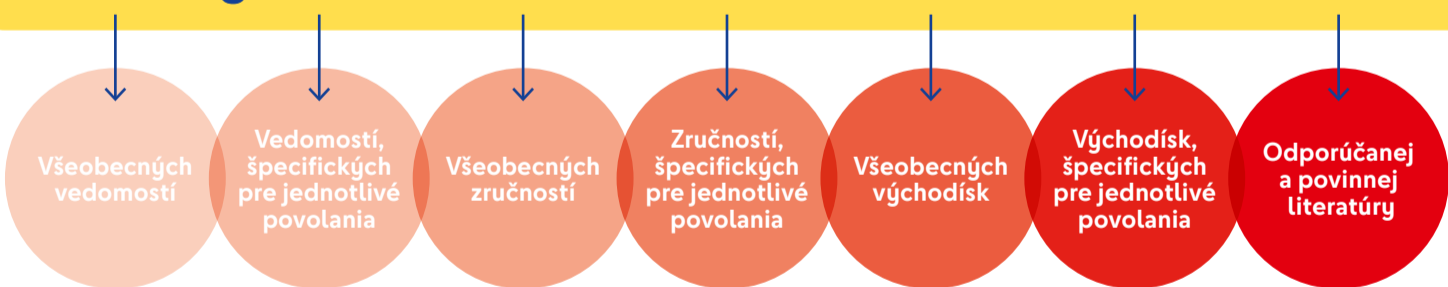 Všeobecných
vedomostí
Vedomostí,
špecifických
pre jednotlivé
povolania
Všeobecných
zručností
Zručností,
špecifických
pre jednotlivé
povolania
Všeobecných
východísk
Východísk,
špecifických
pre jednotlivé
povolania
Odporúčanej
a povinnej
literatúry